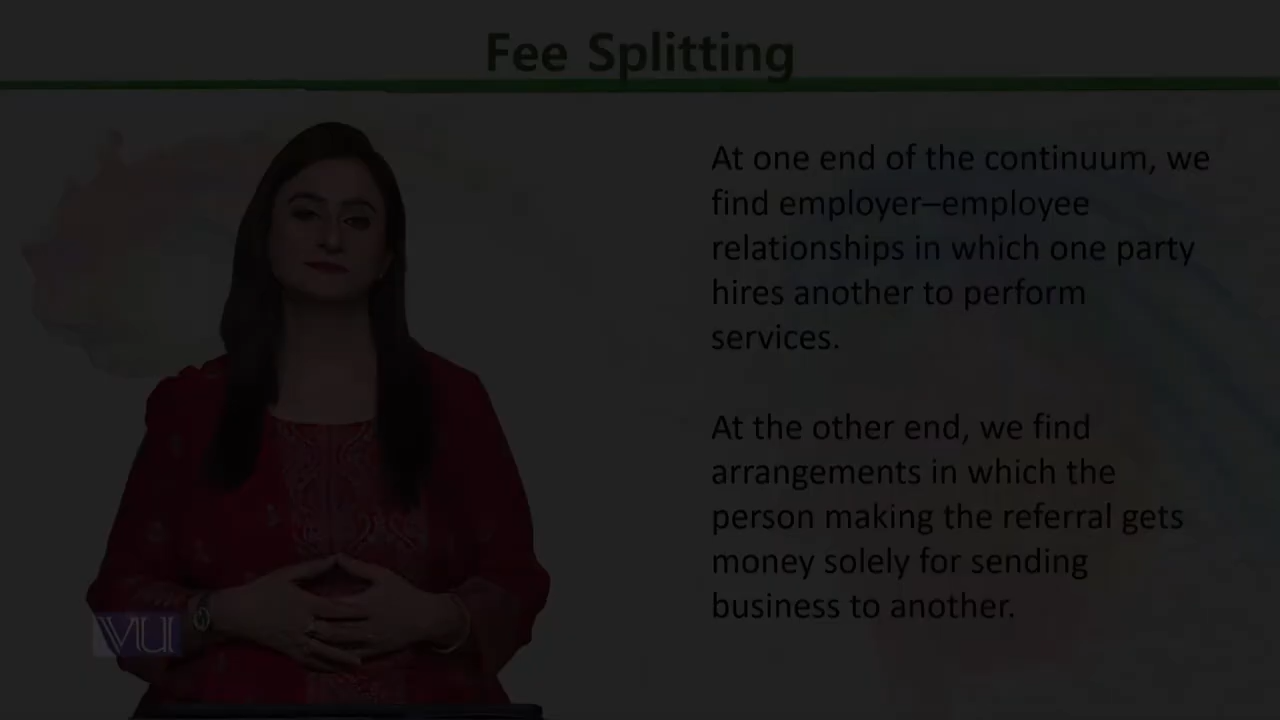 Fee Splitting
At one end of the continuum, we
find employer–employee
relationships in which one party
hires another to perform
services.
At the other end, we find
arrangements in which the
person making the referral gets
money solely for sending
business to another.
VU